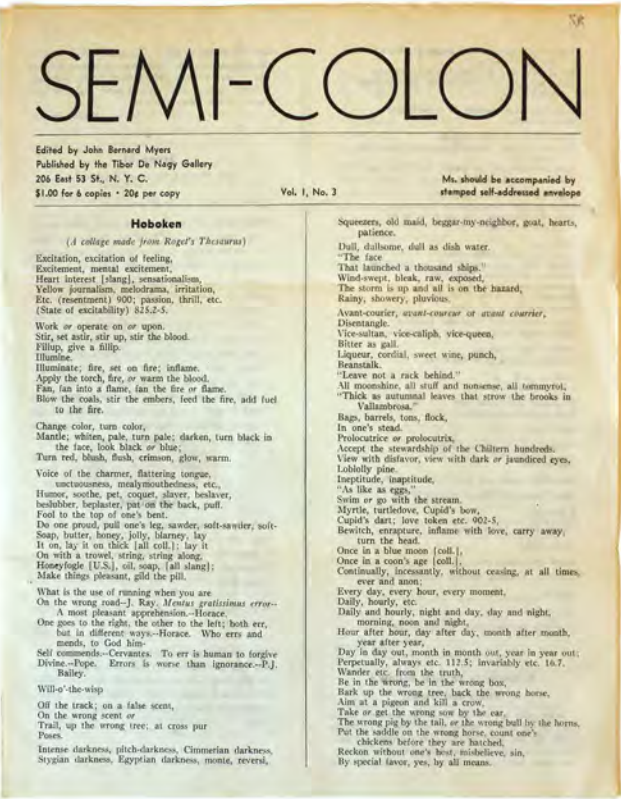 SEMI-COLON
Edited by John Bernard Myers
Published by the Tibor De Nagy Gallery
206 East 53 St., N. Y. C.
$1.00 for 6 copies • 20¢ per copy
Vol. I, No. 3
Ms. should be accompanied by
stamped self-addressed envelope
Hoboken
(A collage made from Roget's Thesaurus)
Excitation, excitation of feeling,
Excitement, mental excitement,
Heart interest [slang], sensationalism,
Yellow journalism, melodrama, irritation,
Etc. (resentment) 900; passion, thrill, etc.
(State of excitability) 825.2-5.
Work or operate on or upon.
Stir, set astir, stir up, stir the blood.
Fillup, give a fillip.
Illumine.
Illuminate; fire, set on fire; inflame.
Apply the torch, fire, or warm the blood.
Fan, fan into a flame, fan the fire or flame.
Blow the coals, stir the embers, feed the fire, add fuel
to the fire.
Change color, turn color,
Mantle; whiten, pale, turn pale; darken, turn black in
the face, look black or blue;
Turn red, blush, flush, crimson, glow, warm.
Voice of the charmer, flattering tongue,
unctuousness, mealymouthedness, etc.,
Humor, soothe, pet, coquet, slaver, beslaver,
beslubber, beplaster, pat on the back, puff.
Fool to the top of one's bent.
Do one proud, pull one's leg, sawder, soft-sawder, soft-
Soap, butter, honey, jolly, blarney, lay
It on, lay it on thick [all coll.]; lay it
On with a trowel, string, string along,
Honeyfogle [U.S.], oil, soap, [all slang];
Make things pleasant, gild the pill.
What is the use of running when you are
On the wrong road--J. Ray. Mentus gratissimus error--
A most pleasant apprehension.--Horace.
One goes to the right, the other to the left; both err,
but in different ways.--Horace. Who errs and
mends, to God him-
Self commends.--Cervantes. To err is human to forgive
Divine.--Pope. Errors is worse than ignorance.--P.J.
Bailey.
Will-o'-the-wisp
Off the track; on a false scent,
On the wrong scent or
Trail, up the wrong tree; at cross pur
Poses.
Intense darkness, pitch-darkness, Cimmerian darkness,
Stygian darkness, Egyptian darkness, monte, reversi,
Squeezers, old maid, beggar-my-neighbor, goat, hearts,
patience.
Dull, dullsome, dull as dish water.
"The face
That launched a thousand ships."
Wind-swept, bleak, raw, exposed,
The storm is up and all is on the hazard,
Rainy, showery, pluvious.
Avant-courier, avant-coureur or avant courrier,
Disentangle.
Vice-sultan, vice-caliph, vice-queen,
Bitter as gall.
Liqueur, cordial, sweet wine, punch,
Beanstalk.
"Leave not a rack behind."
All moonshine, all stuff and nonsense, all tommyrot,
"Thick as autumnal leaves that strow the brooks in
Vallambrosa."
Bags, barrels, tons, flock,
In one's stead.
Prolocutrice or prolocutrix,
Accept the stewardship of the Chiltern hundreds.
View with disfavor, view with dark or jaundiced eyes,
Loblolly pine.
Ineptitude, inaptitude,
"As like as eggs,"
Swim or go with the stream.
Myrtle, turtledove, Cupid's bow,
Cupid's dart; love token etc. 902-5,
Bewitch, enrapture, inflame with love, carry away,
turn the head.
Once in a blue moon [coll.],
Once in a coon's age [coll.],
Continually, incessantly, without ceasing, at all times,
ever and anon;
Every day, every hour, every moment,
Daily, hourly, etc.
Daily and hourly, night and day, day and night,
morning, noon and night,
Hour after hour, day after day, month after month,
year after year,
Day in day out, month in month out, year in year out;
Perpetually, always etc. 112.5; invariably etc. 16.7.
Wander etc. from the truth,
Be in the wrong, be in the wrong box,
Bark up the wrong tree, back the wrong horse,
Aim at a pigeon and kill a crow,
Take or get the wrong sow by the ear,
The wrong pig by the tail, or the wrong bull by the horns.
Put the saddle on the wrong horse, count one's
chickens before they are hatched,
Reckon without one's host, misbelieve, sin,
By special favor, yes, by all means.